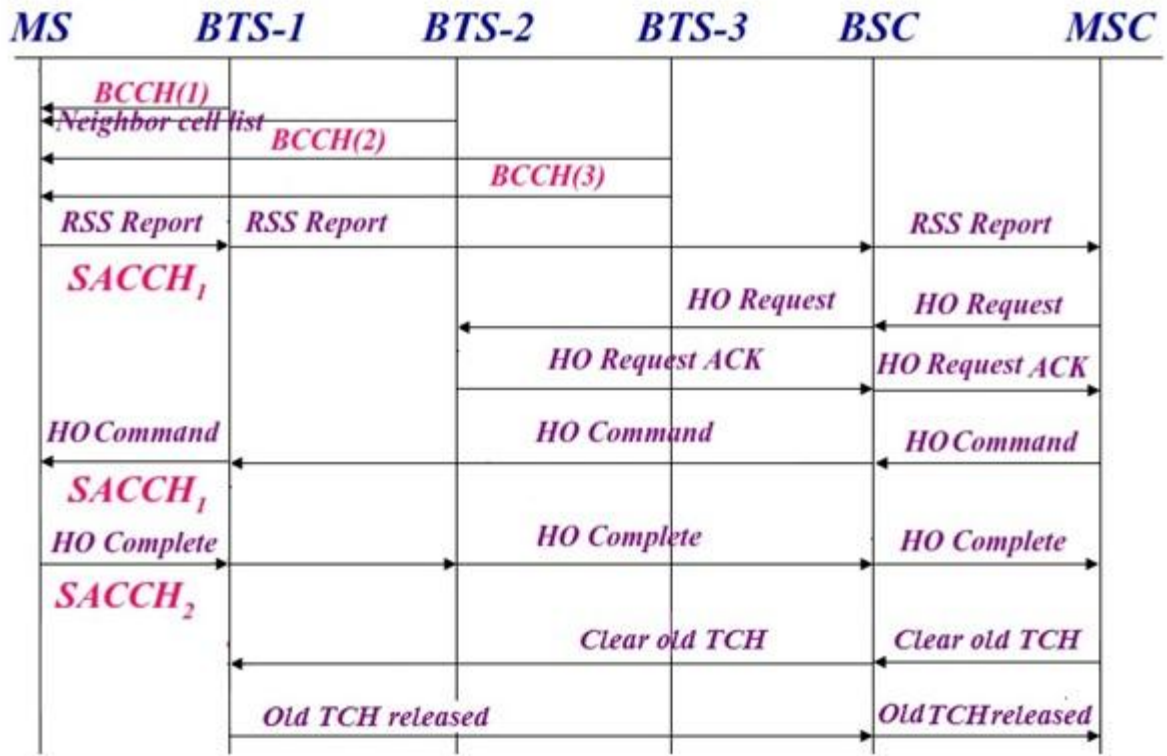 MS BTS-1 BTS-2 BTS-3 BSC MSC
BCCH(1)
Neighbor cell list
BCCH(2)
BCCH(3)
RSS Report RSS Report RSS Report
SACCH1
HO Request HO Request
HO Request ACK HO Request ACK
HO Command HO Command HO Command
SACCH1
HO Complete HO Complete HO Complete
SACCH2
Clear old TCH Clear old TCH
Old TCH released Old TCH released